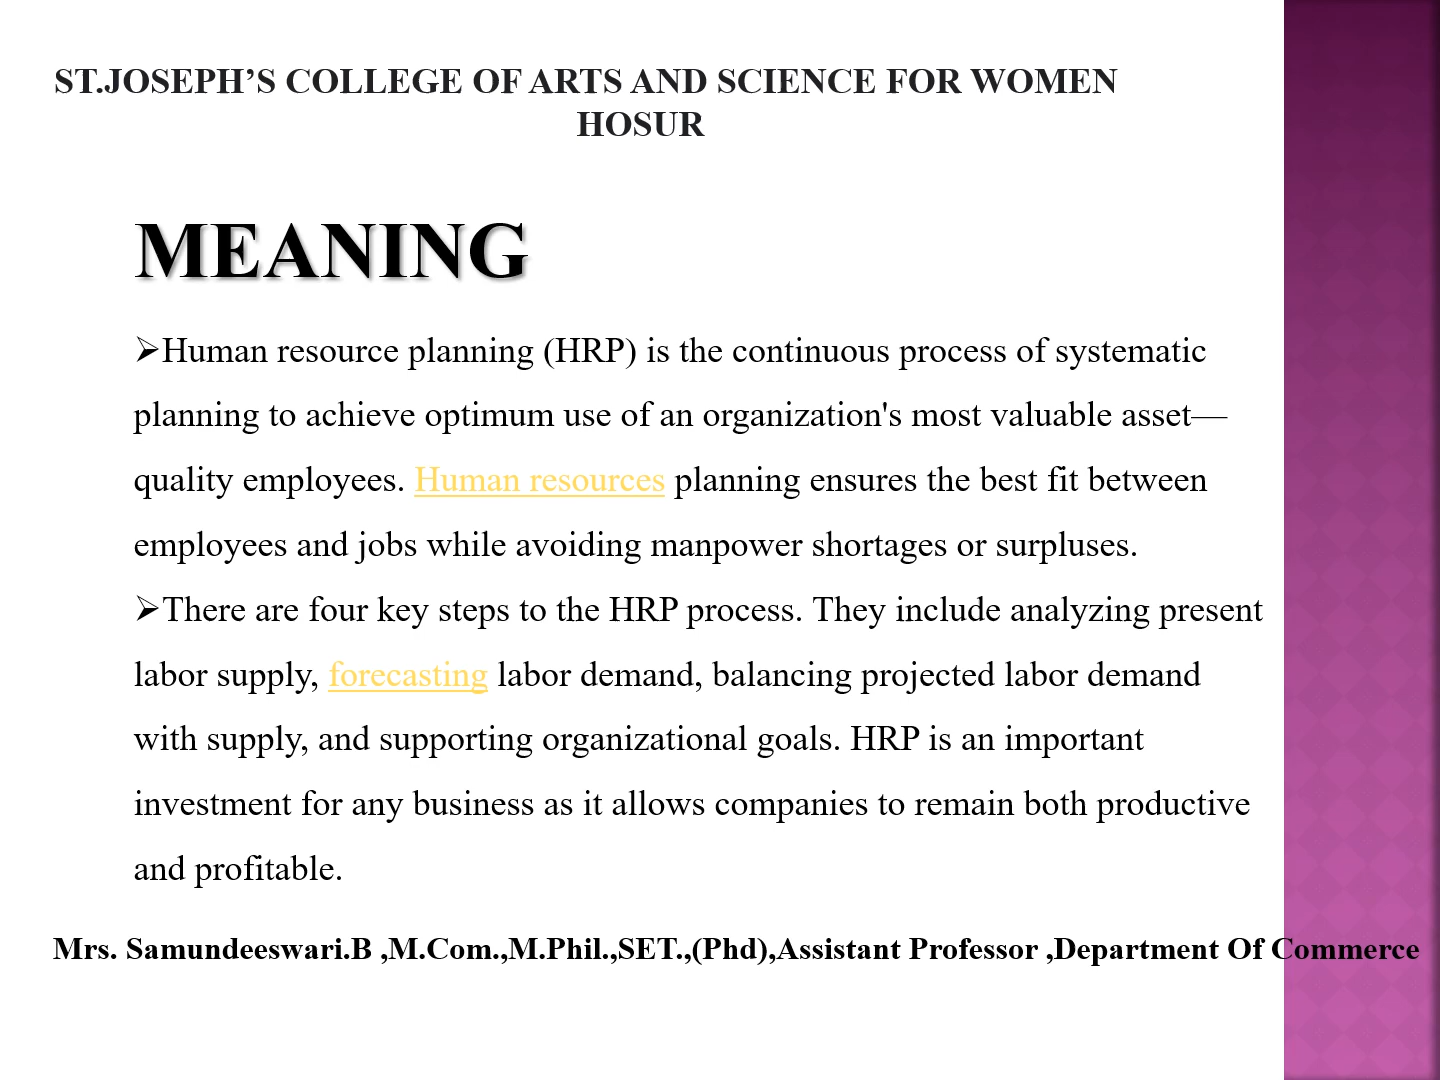 ST.JOSEPH’S COLLEGE OF ARTS AND SCIENCE FOR WOMEN
HOSUR
MEANING
➢Human resource planning (HRP) is the continuous process of systematic
planning to achieve optimum use of an organization's most valuable asset—
quality employees. Human resources planning ensures the best fit between
employees and jobs while avoiding manpower shortages or surpluses.
➢There are four key steps to the HRP process. They include analyzing present
labor supply, forecasting labor demand, balancing projected labor demand
with supply, and supporting organizational goals. HRP is an important
investment for any business as it allows companies to remain both productive
and profitable.
Mrs. Samundeeswari.B ,M.Com.,M.Phil.,SET.,(Phd),Assistant Professor ,Department Of Commerce